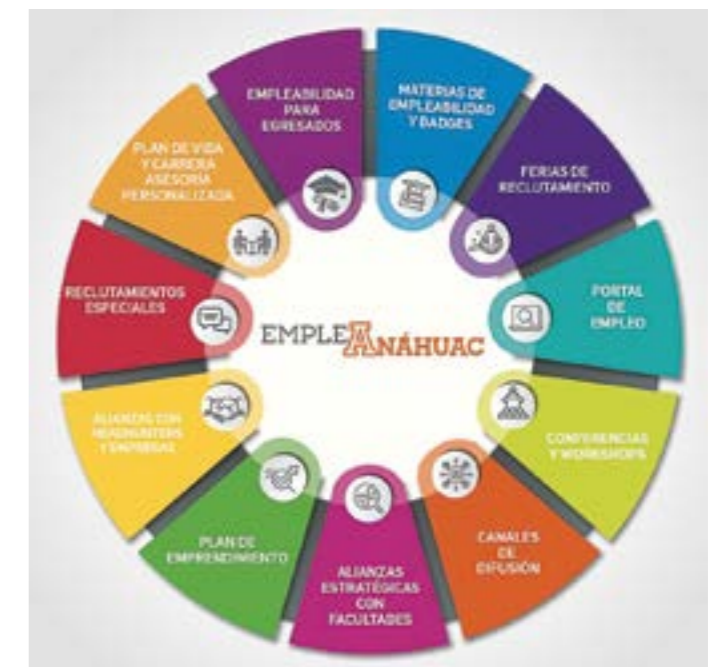 EMPLEABILIDAD
PARA
EGRESADOS
MATERIAS DE
EMPLEABILIDAD
Y BADGES
FERIAS DE
RECLUTAMIENTO
PORTAL
DE
EMPLEO
CONFERENCIAS
Y WORKSHOPS
CANALES
DE
DIFUSIÓN
ALIANZAS
ESTRATÉGICAS
CON
FACULTADES
PLAN DE
EMPRENDIMIENTO
ALIANZAS CON
HEADHUNTERS
Y EMPRESAS
RECLUTAMIENTOS
ESPECIALES
PLAN DE VIDA
Y CARRERA
ASESORÍA
PERSONALIZADA
EMPLEANÁHUAC